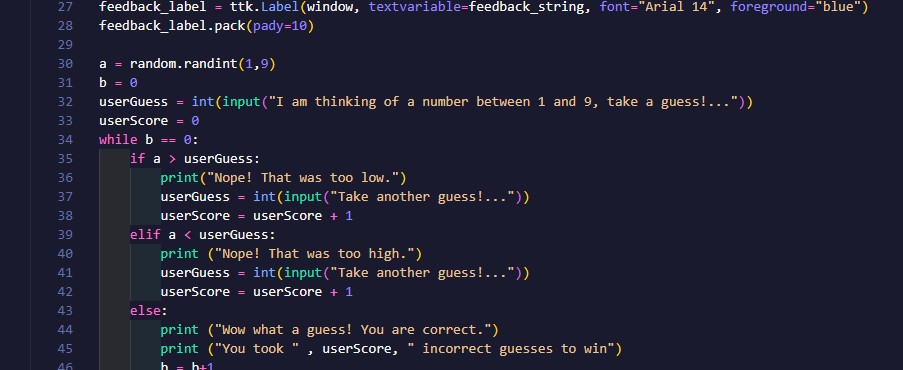 27 feedback_label = ttk.Label(window, textvariable=feedback_string, font="Arial 14", foreground="blue")
28 feedback_label.pack(pady=10)
29
30 a = random.randint(1,9)
31 b = 0
32 userGuess = int(input("I am thinking of a number between 1 and 9, take a guess!..."))
33 userScore = 0
34 while b == 0:
35     if a > userGuess:
36         print("Nope! That was too low.")
37         userGuess = int(input("Take another guess!..."))
38         userScore = userScore + 1
39     elif a < userGuess:
40         print ("Nope! That was too high.")
41         userGuess = int(input("Take another guess!..."))
42         userScore = userScore + 1
43     else:
44         print ("Wow what a guess! You are correct.")
45         print ("You took " , userScore, " incorrect guesses to win")
46         b = b+1